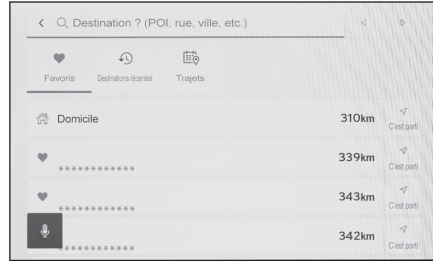 Destination ? (POI, rue, ville, etc.)
Favoris
Destinations récentes
Trajets
Domicile
310km
C'est parti
************
339km
C'est parti
************
343km
C'est parti
************
342km
C'est parti